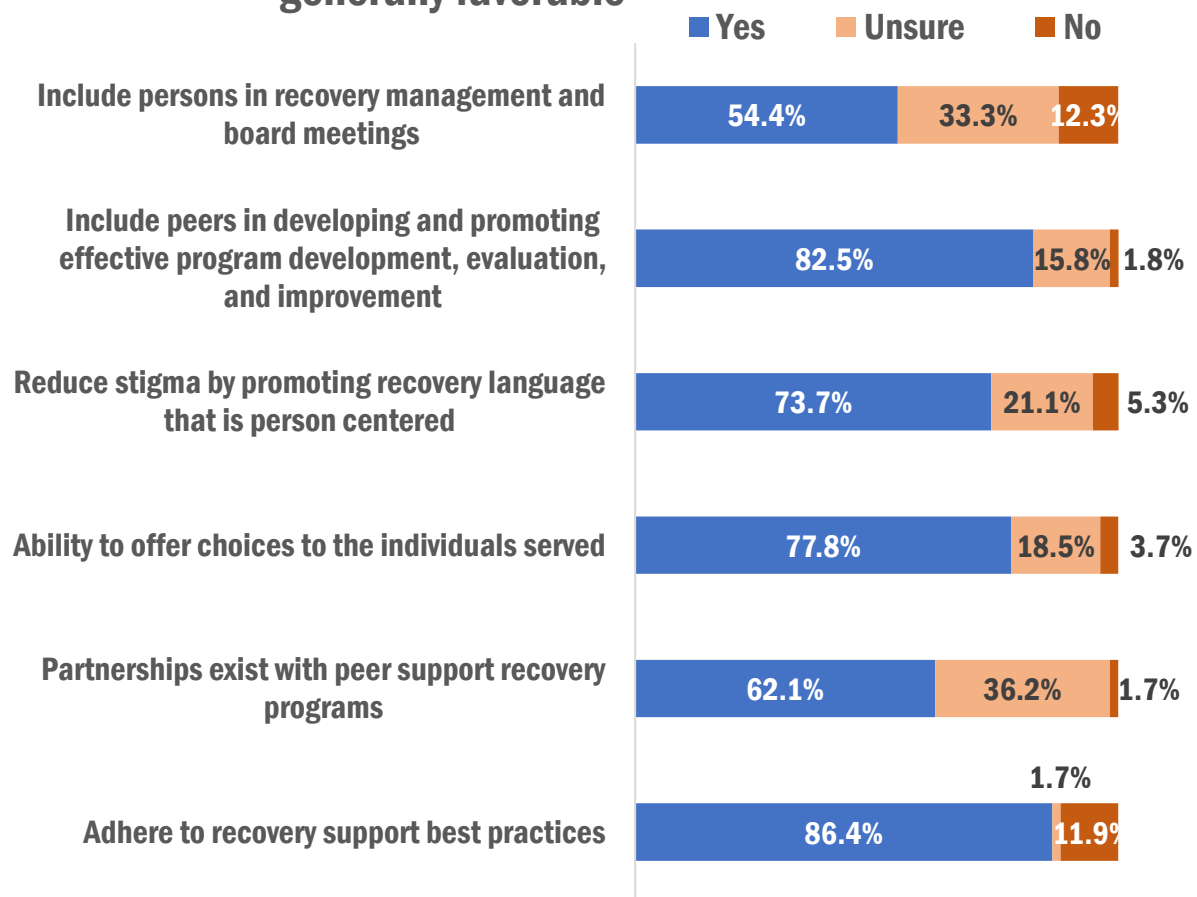 generally favorable
Yes Unsure No
Include persons in recovery management and
board meetings
54.4% 33.3% 12.3%
Include peers in developing and promoting
effective program development, evaluation,
and improvement
82.5% 15.8% 1.8%
Reduce stigma by promoting recovery language
that is person centered
73.7% 21.1% 5.3%
Ability to offer choices to the individuals served
77.8% 18.5% 3.7%
Partnerships exist with peer support recovery
programs
62.1% 36.2% 1.7%
1.7%
Adhere to recovery support best practices
86.4% 11.9%